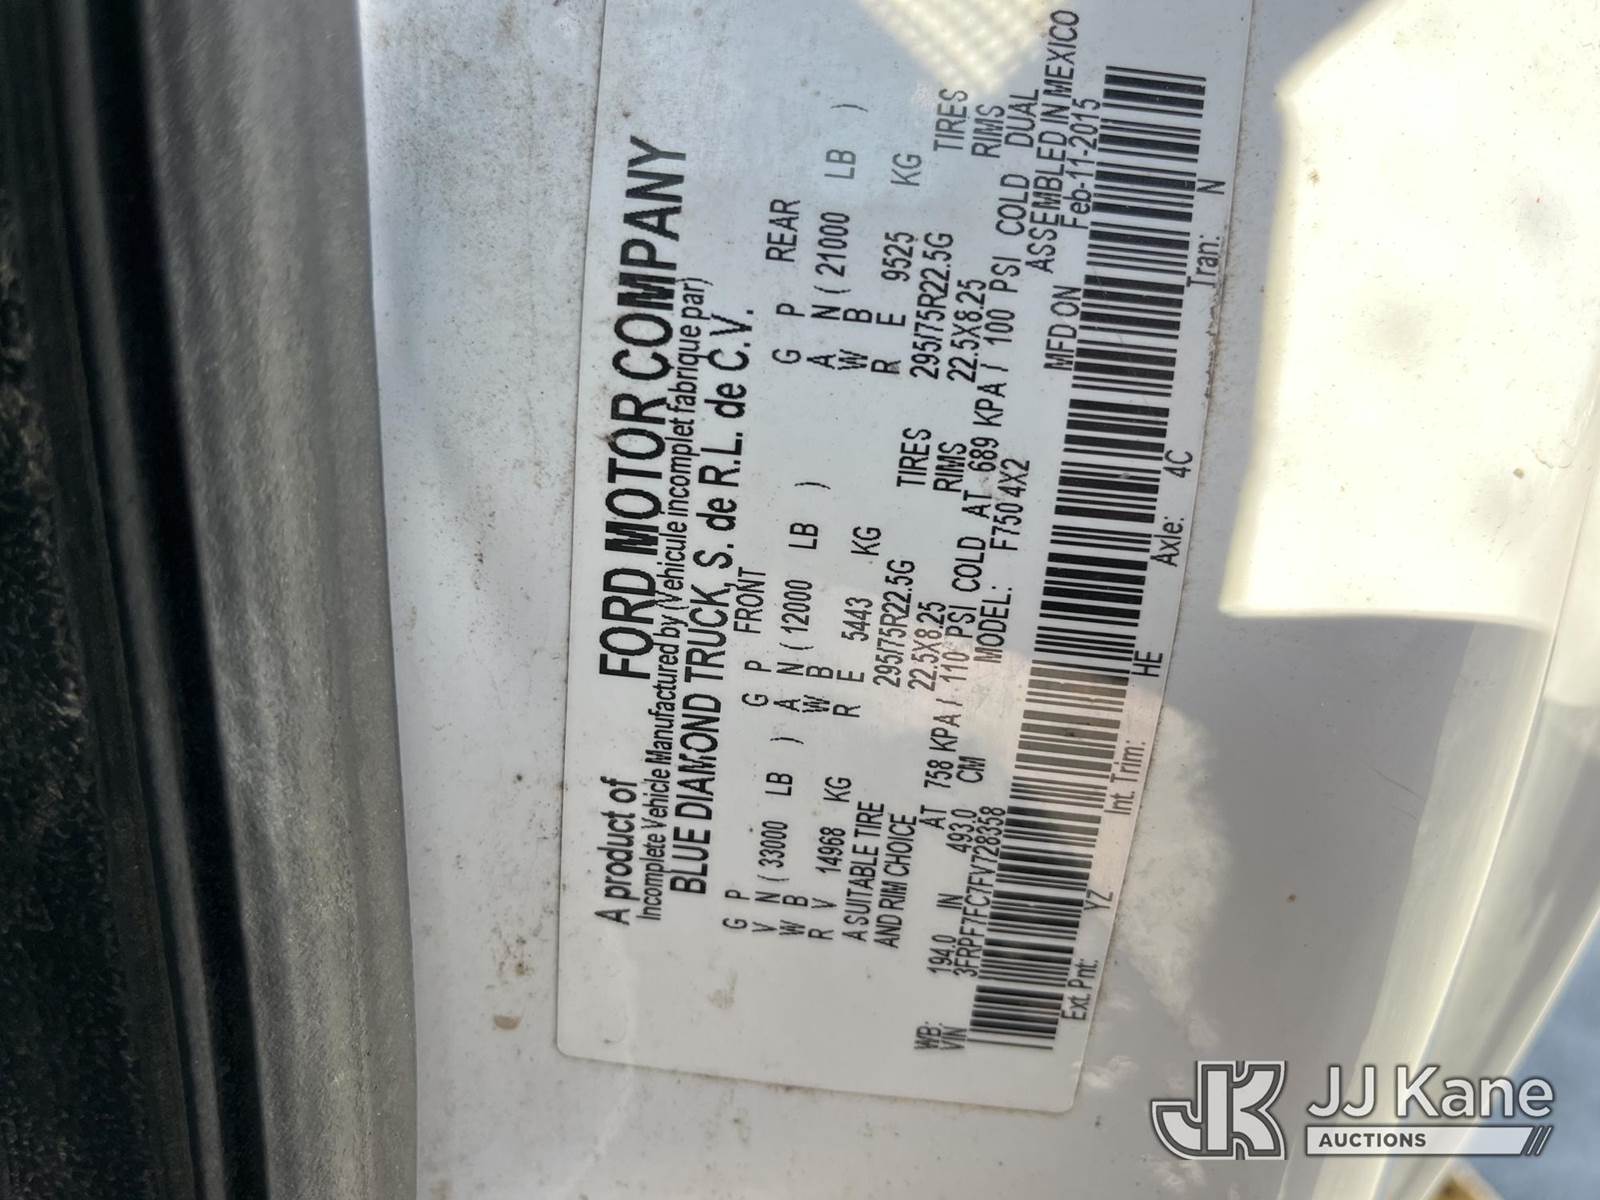 A product of FORD MOTOR COMPANY
Incomplete Vehicle Manufactured by (Vehicule incomplet fabrique par)
BLUE DIAMOND TRUCK, S. de R.L. de C.V.
G P G P FRONT G P REAR
V N ( 33000 LB ) A N ( 12000 LB ) A N ( 21000 LB )
W B W B W B
R V 14968 KG R E 5443 KG R E 9525 KG
A SUITABLE TIRE 295/75R22.5G TIRES 295/75R22.5G TIRES
AND RIM CHOICE 22.5X8.25 RIMS 22.5X8.25 RIMS
AT 758 KPA / 110 PSI COLD AT 689 KPA / 100 PSI COLD DUAL
WB: 194.0 IN 493.0 CM MODEL: F750 4X2 ASSEMBLED IN MEXICO
VIN 3FRPF7FC7FV728358 MFD ON Feb-11-2015
Ext. Pnt: YZ Int. Trim: HE Axle: 4C Tran: N
JK JJ Kane
AUCTIONS